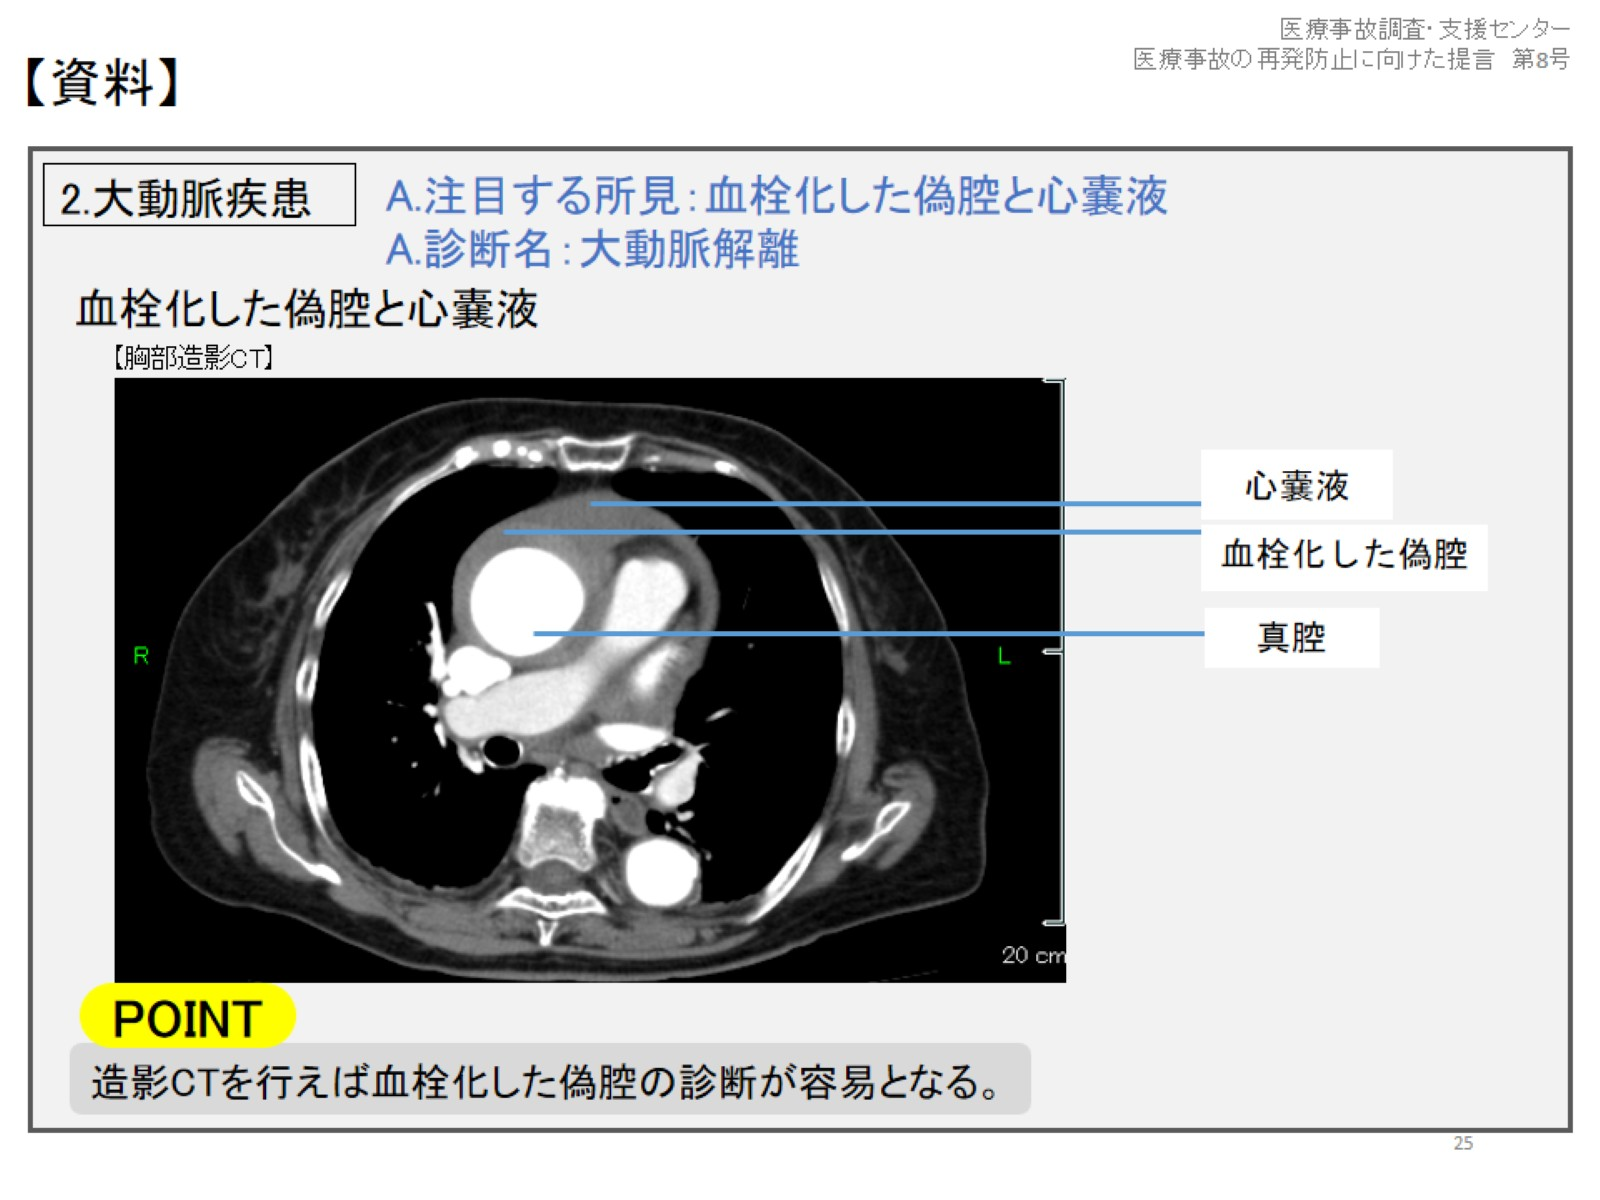 医療事故調査・支援センター
医療事故の再発防止に向けた提言 第8号
【資料】
2.大動脈疾患
A.注目する所見：血栓化した偽腔と心嚢液
A.診断名：大動脈解離
血栓化した偽腔と心嚢液
【胸部造影CT】
心嚢液
血栓化した偽腔
真腔
R
L
20 cm
POINT
造影CTを行えば血栓化した偽腔の診断が容易となる。
25